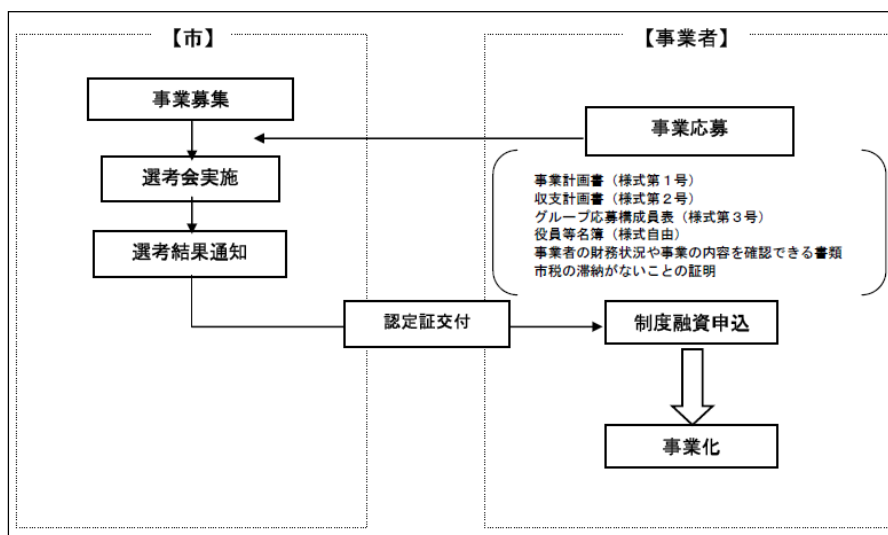 【市】
【事業者】
事業募集
事業応募
選考会実施
事業計画書（様式第１号）
収支計画書（様式第２号）
グループ応募構成員表（様式第３号）
役員等名簿（様式自由）
事業者の財務状況や事業の内容を確認できる書類
市税の滞納がないことの証明
選考結果通知
認定証交付
制度融資申込
事業化